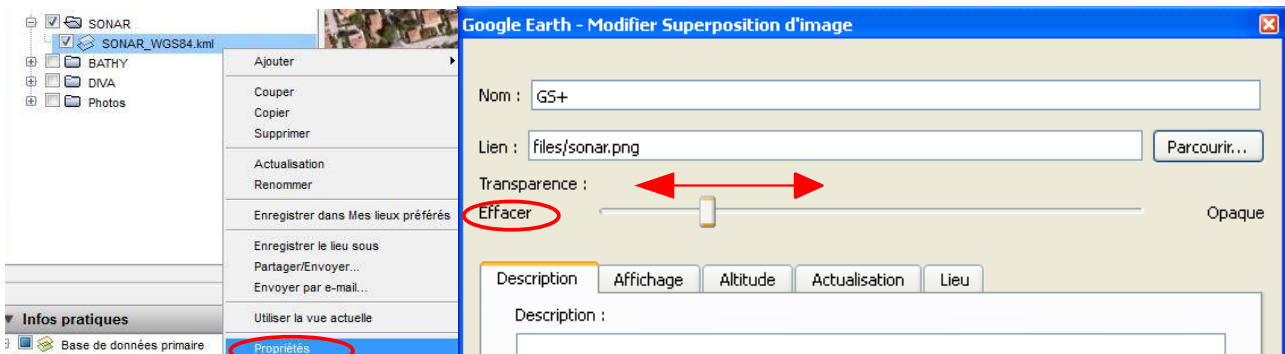 SONAR
SONAR_WGS84.kml
BATHY
DIVA
Photos
Infos pratiques
Base de données primaire
Ajouter
Couper
Copier
Supprimer
Actualisation
Renommer
Enregistrer dans Mes lieux préférés
Enregistrer le lieu sous
Partager/Envoyer...
Envoyer par e-mail...
Utiliser la vue actuelle
Propriétés
Google Earth - Modifier Superposition d'image
Nom : GS+
Lien : files/sonar.png Parcourir...
Transparence :
Effacer Opaque
Description Affichage Altitude Actualisation Lieu
Description :